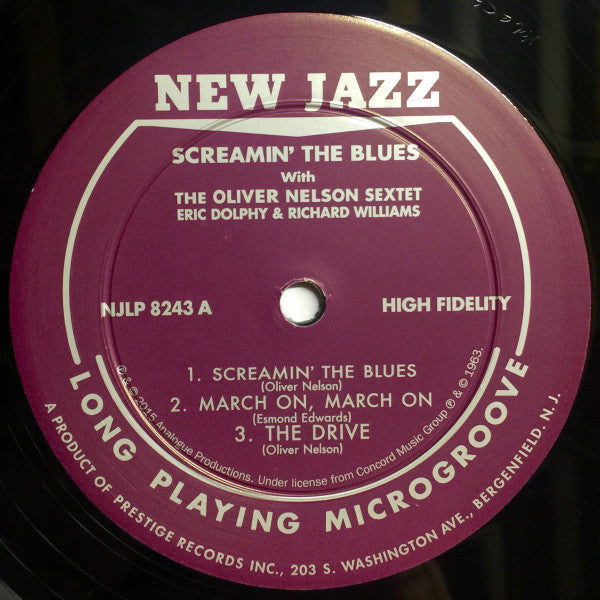 NEW JAZZ
SCREAMIN' THE BLUES
With
THE OLIVER NELSON SEXTET
ERIC DOLPHY & RICHARD WILLIAMS
NJLP 8243 A
HIGH FIDELITY
1. SCREAMIN' THE BLUES
(Oliver Nelson)
2. MARCH ON, MARCH ON
(Esmond Edwards)
3. THE DRIVE
(Oliver Nelson)
℗ & © 2015 Analogue Productions. Under license from Concord Music Group ℗ & © 1963.
LONG PLAYING MICROGROOVE
A PRODUCT OF PRESTIGE RECORDS INC., 203 S. WASHINGTON AVE., BERGENFIELD, N. J.